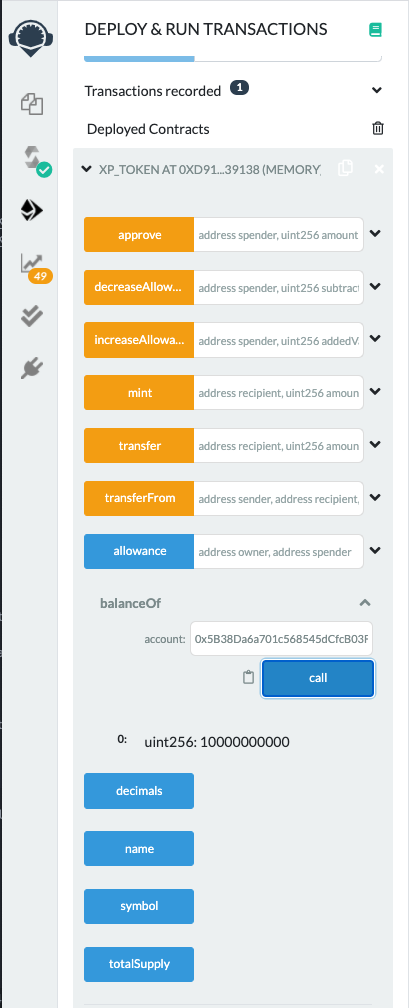 DEPLOY & RUN TRANSACTIONS
Transactions recorded 1
Deployed Contracts
XP_TOKEN AT 0XD91...39138 (MEMORY)
approve address spender, uint256 amount
decreaseAllow... address spender, uint256 subtract
49
increaseAllowa... address spender, uint256 addedV
mint address recipient, uint256 amoun
transfer address recipient, uint256 amoun
transferFrom address sender, address recipient,
allowance address owner, address spender
balanceOf
account: 0x5B38Da6a701c568545dCfcB03F
call
0: uint256: 10000000000
decimals
name
symbol
totalSupply